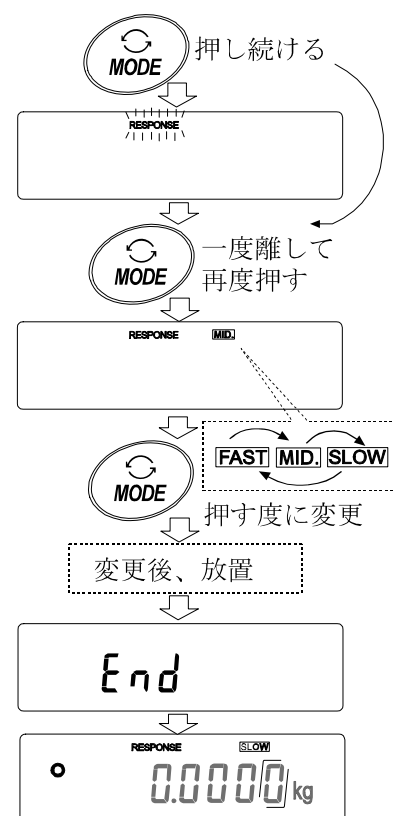 MODE
押し続ける
RESPONSE
MODE
一度離して
再度押す
RESPONSE MID.
FAST MID. SLOW
MODE
押す度に変更
変更後、放置
End
RESPONSE SLOW
0.0000 kg